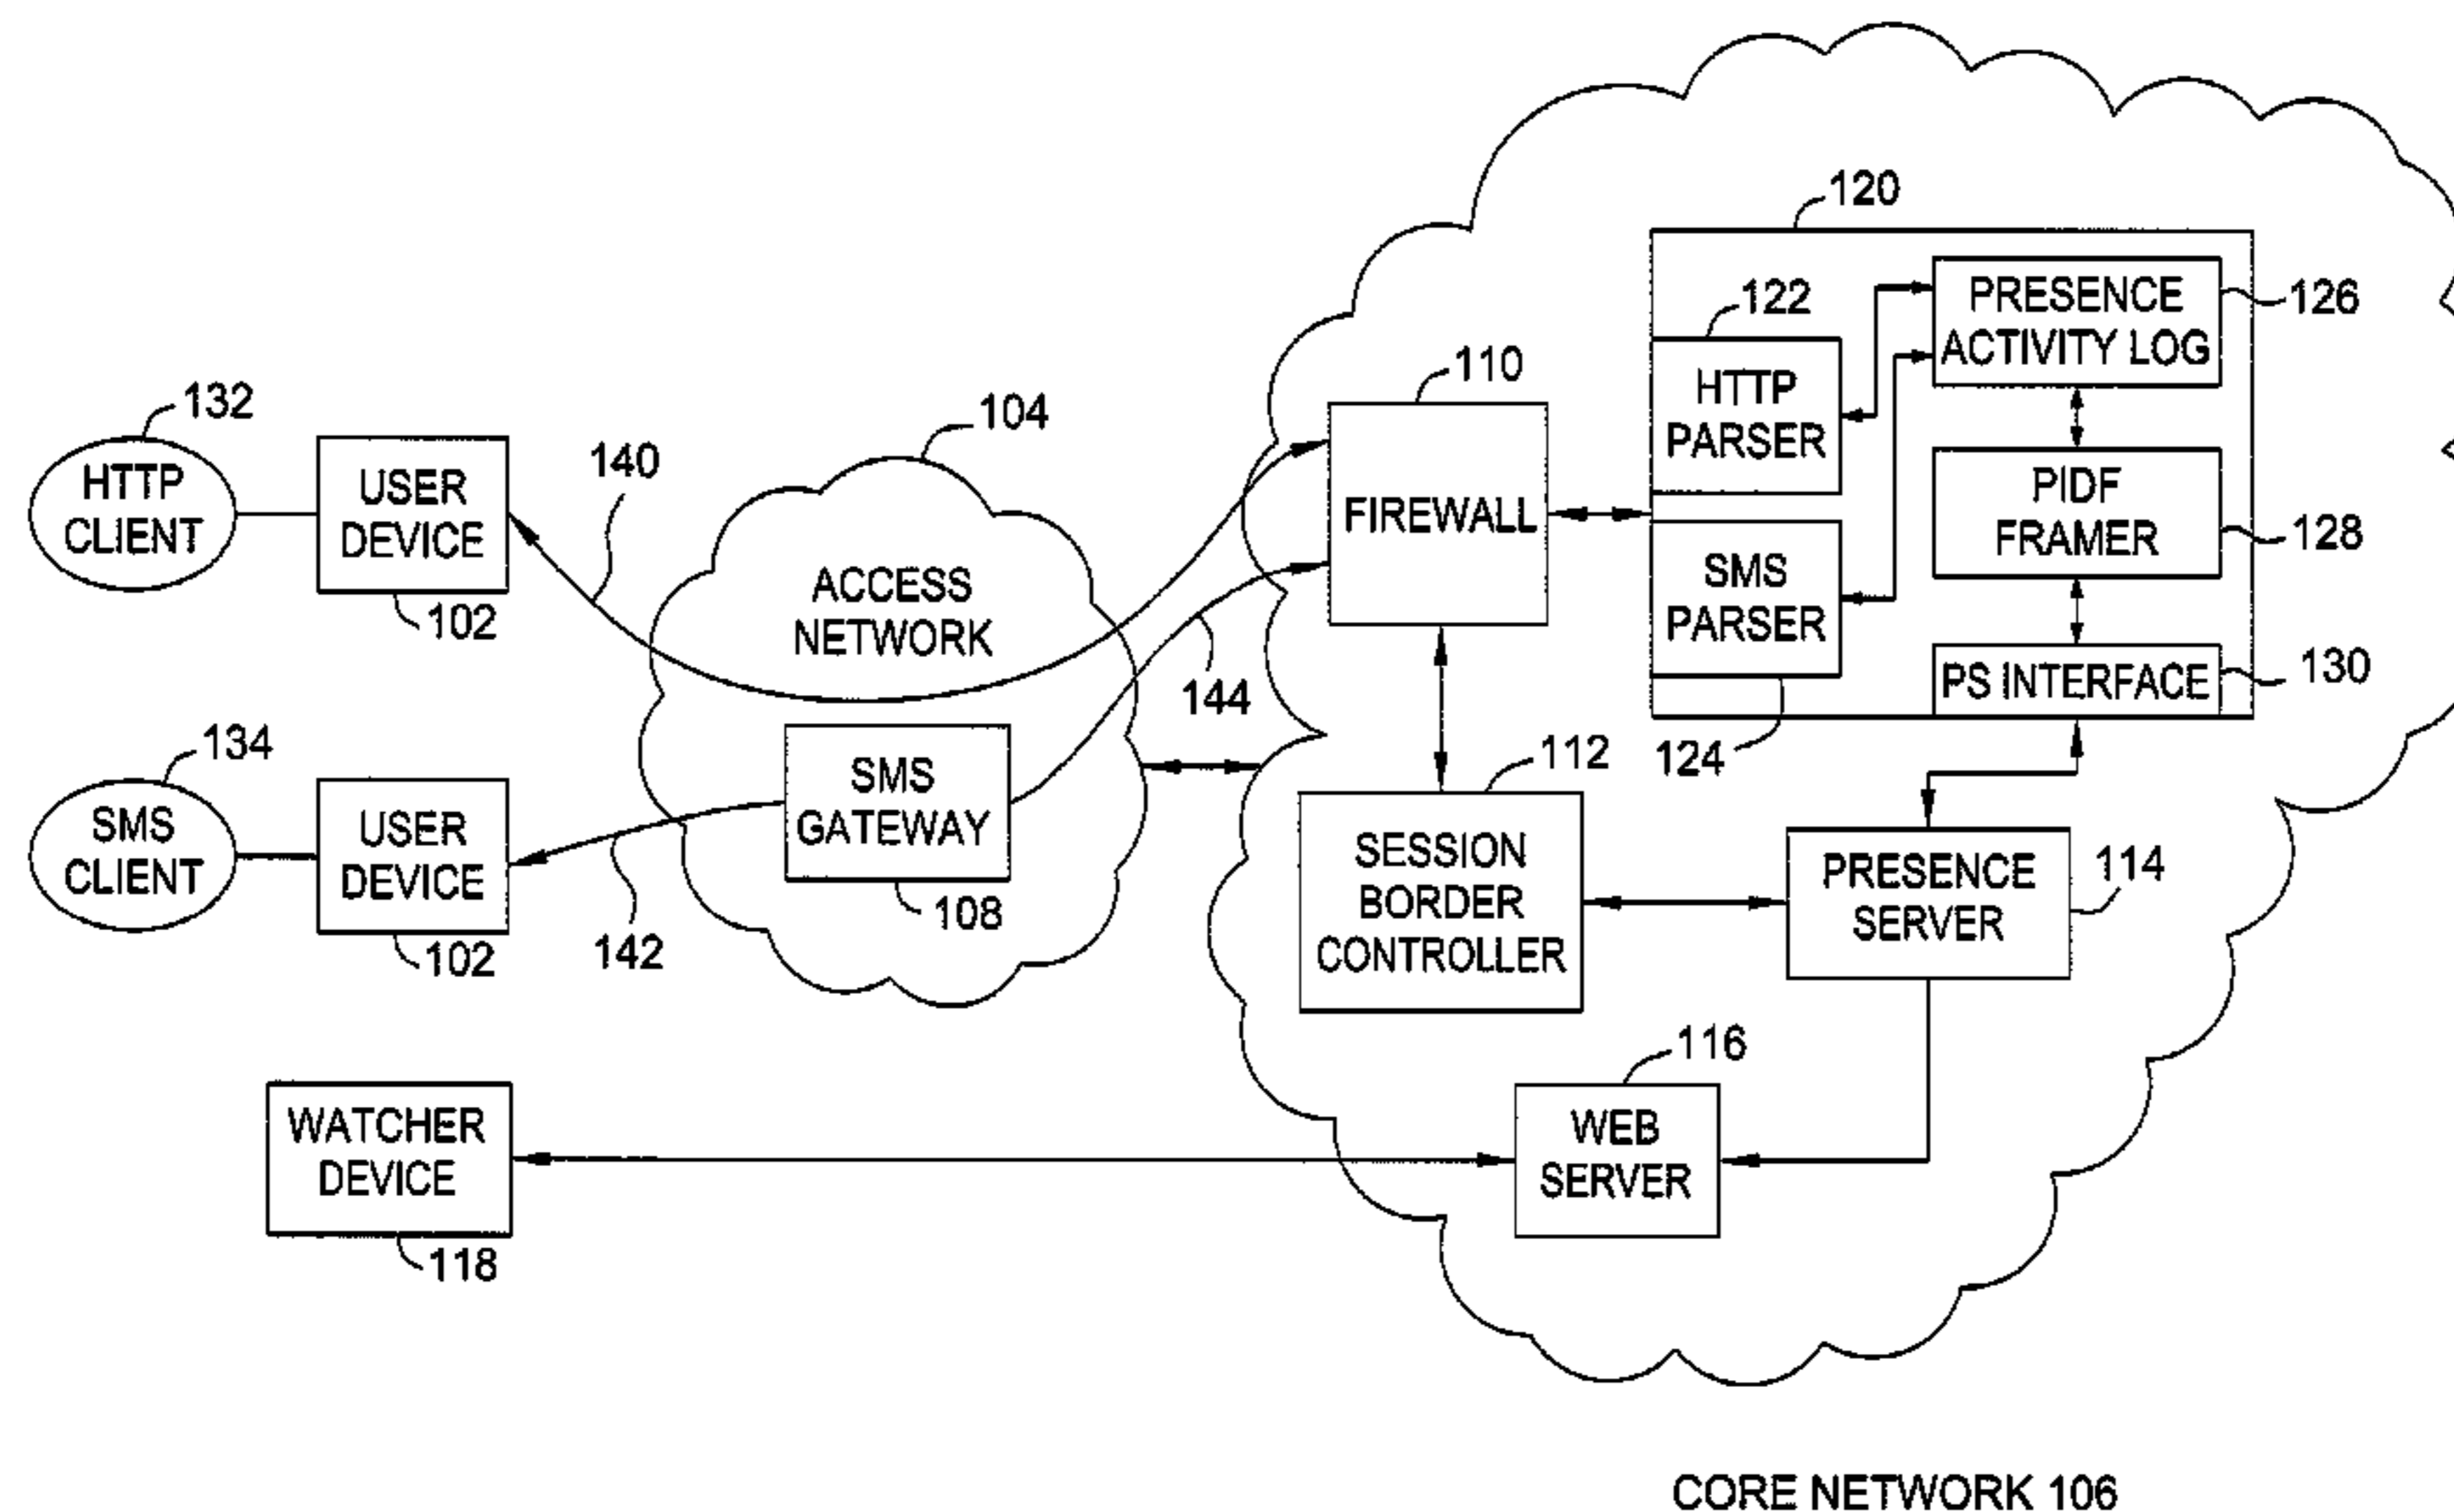 120
122
PRESENCE
ACTIVITY LOG
126
HTTP
PARSER
110
132
104
140
HTTP
CLIENT
USER
DEVICE
102
ACCESS
NETWORK
FIREWALL
PIDF
FRAMER
128
SMS
PARSER
124
PS INTERFACE
130
144
134
SMS
CLIENT
USER
DEVICE
102
142
SMS
GATEWAY
108
112
SESSION
BORDER
CONTROLLER
PRESENCE
SERVER
114
116
WEB
SERVER
WATCHER
DEVICE
118
CORE NETWORK 106